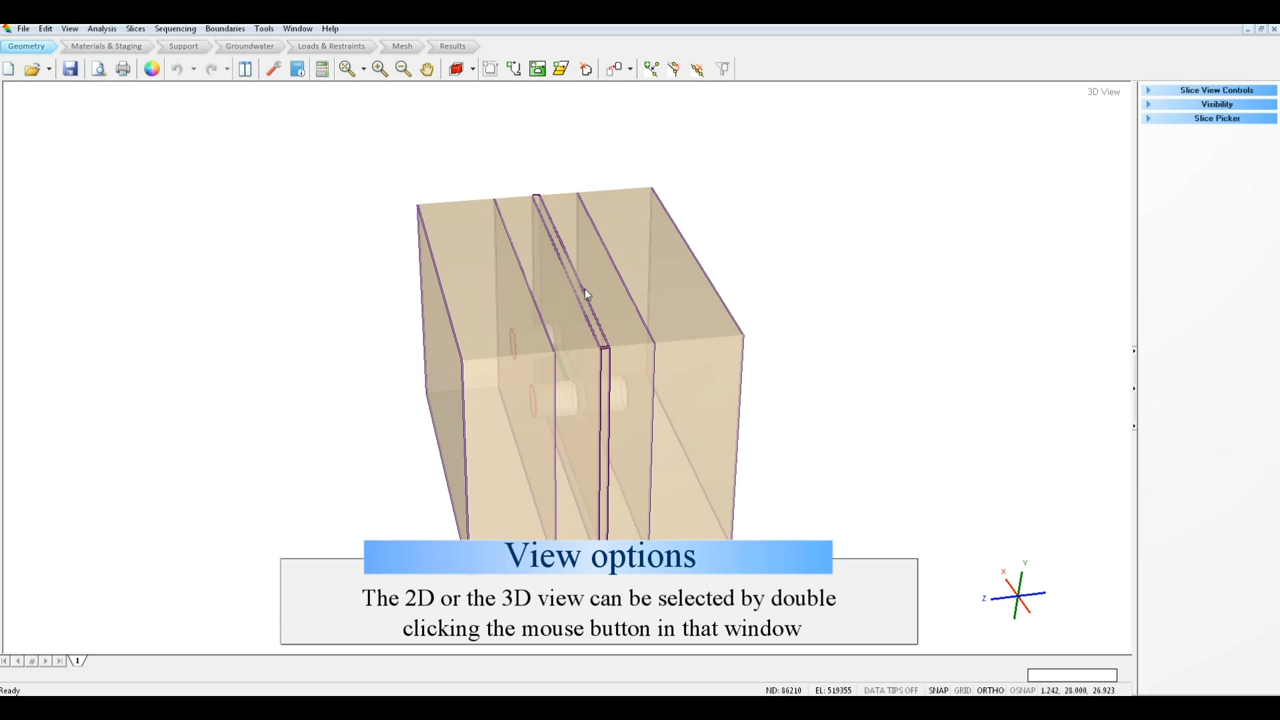 File Edit View Analysis Slices Sequencing Boundaries Tools Window Help
Geometry Materials & Staging Support Groundwater Loads & Restraints Mesh Results
3D View
Slice View Controls
Visibility
Slice Picker
View options
The 2D or the 3D view can be selected by double
clicking the mouse button in that window
Y
X
Z
1
Ready ND: 86210 EL: 519355 DATA TIPS OFF SNAP GRID ORTHO OSNAP 1.242, 28.000, 26.923